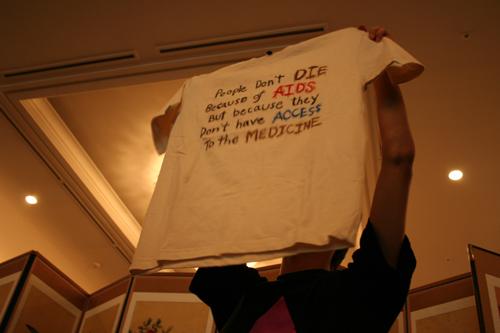 People Don't DIE
Because of AIDS
But because they
Don't have ACCESS
To the MEDICINE